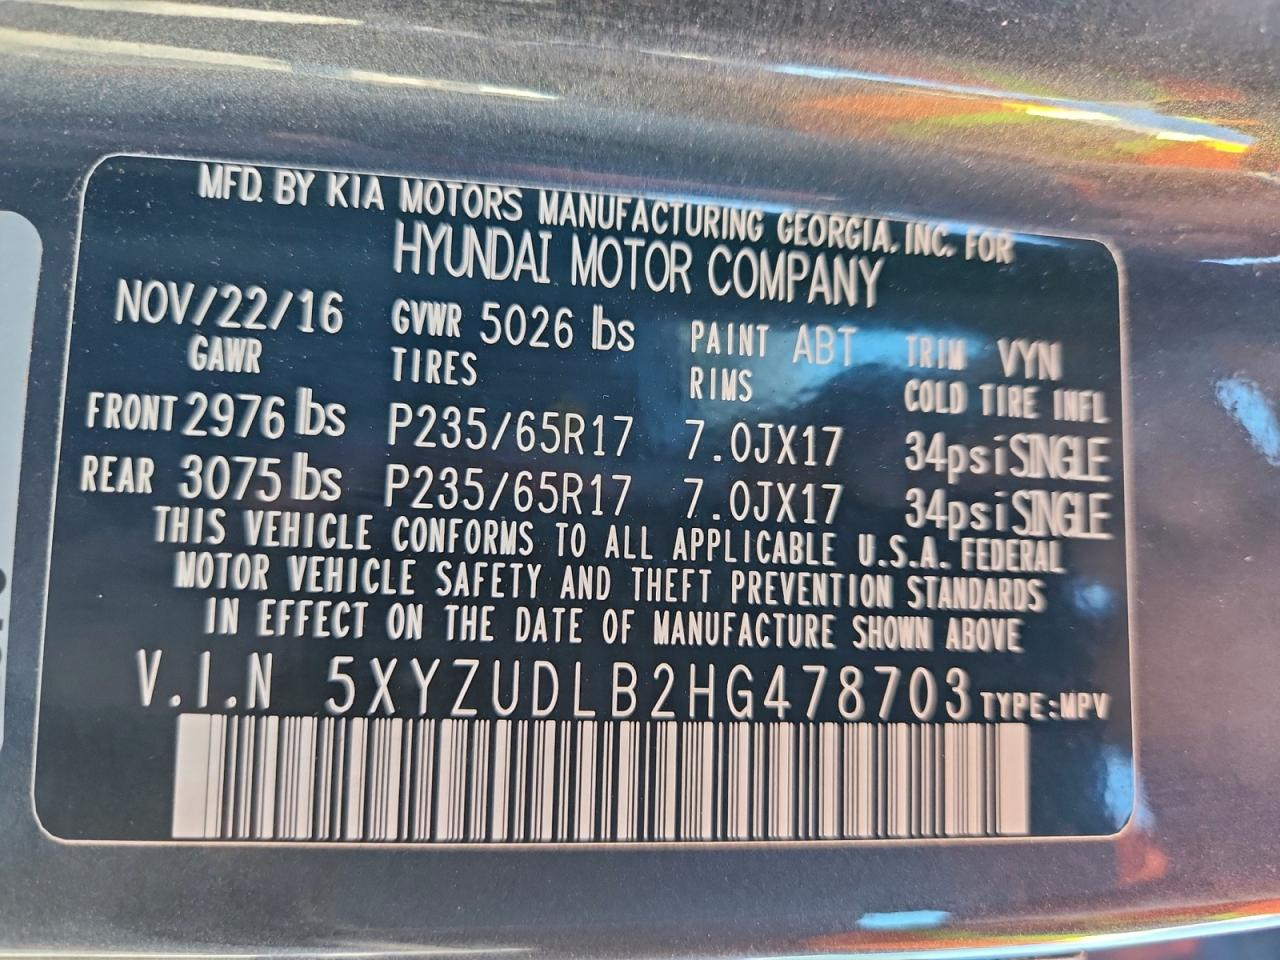 MFD. BY KIA MOTORS MANUFACTURING GEORGIA, INC. FOR
HYUNDAI MOTOR COMPANY
NOV/22/16 GVWR 5026 lbs PAINT ABT TRIM VYN
GAWR TIRES RIMS COLD TIRE INFL
FRONT 2976 lbs P235/65R17 7.0JX17 34psi SINGLE
REAR 3075 lbs P235/65R17 7.0JX17 34psi SINGLE
THIS VEHICLE CONFORMS TO ALL APPLICABLE U.S.A. FEDERAL
MOTOR VEHICLE SAFETY AND THEFT PREVENTION STANDARDS
IN EFFECT ON THE DATE OF MANUFACTURE SHOWN ABOVE
V.I.N 5XYZUDLB2HG478703 TYPE:MPV